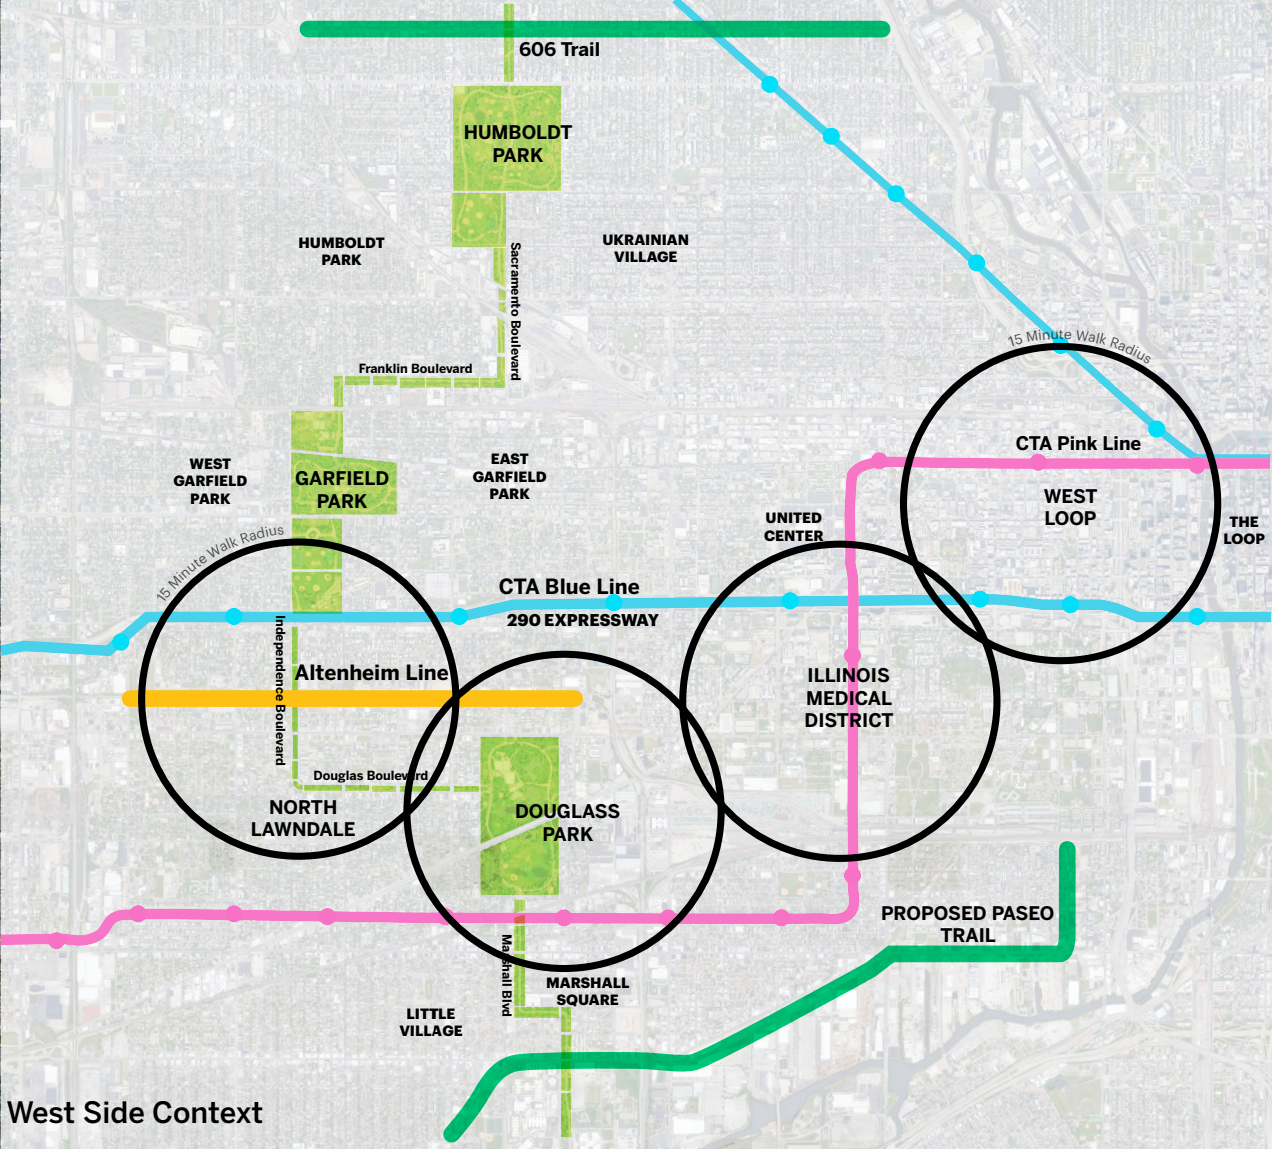 606 Trail
HUMBOLDT
PARK
HUMBOLDT
PARK
UKRAINIAN
VILLAGE
Sacramento Boulevard
Franklin Boulevard
15 Minute Walk Radius
CTA Pink Line
WEST
LOOP
THE
LOOP
WEST
GARFIELD
PARK
GARFIELD
PARK
EAST
GARFIELD
PARK
UNITED
CENTER
15 Minute Walk Radius
CTA Blue Line
290 EXPRESSWAY
Independence Boulevard
Altenheim Line
ILLINOIS
MEDICAL
DISTRICT
Douglas Boulevard
NORTH
LAWNDALE
DOUGLASS
PARK
PROPOSED PASEO
TRAIL
Marshall Blvd
MARSHALL
SQUARE
LITTLE
VILLAGE
West Side Context